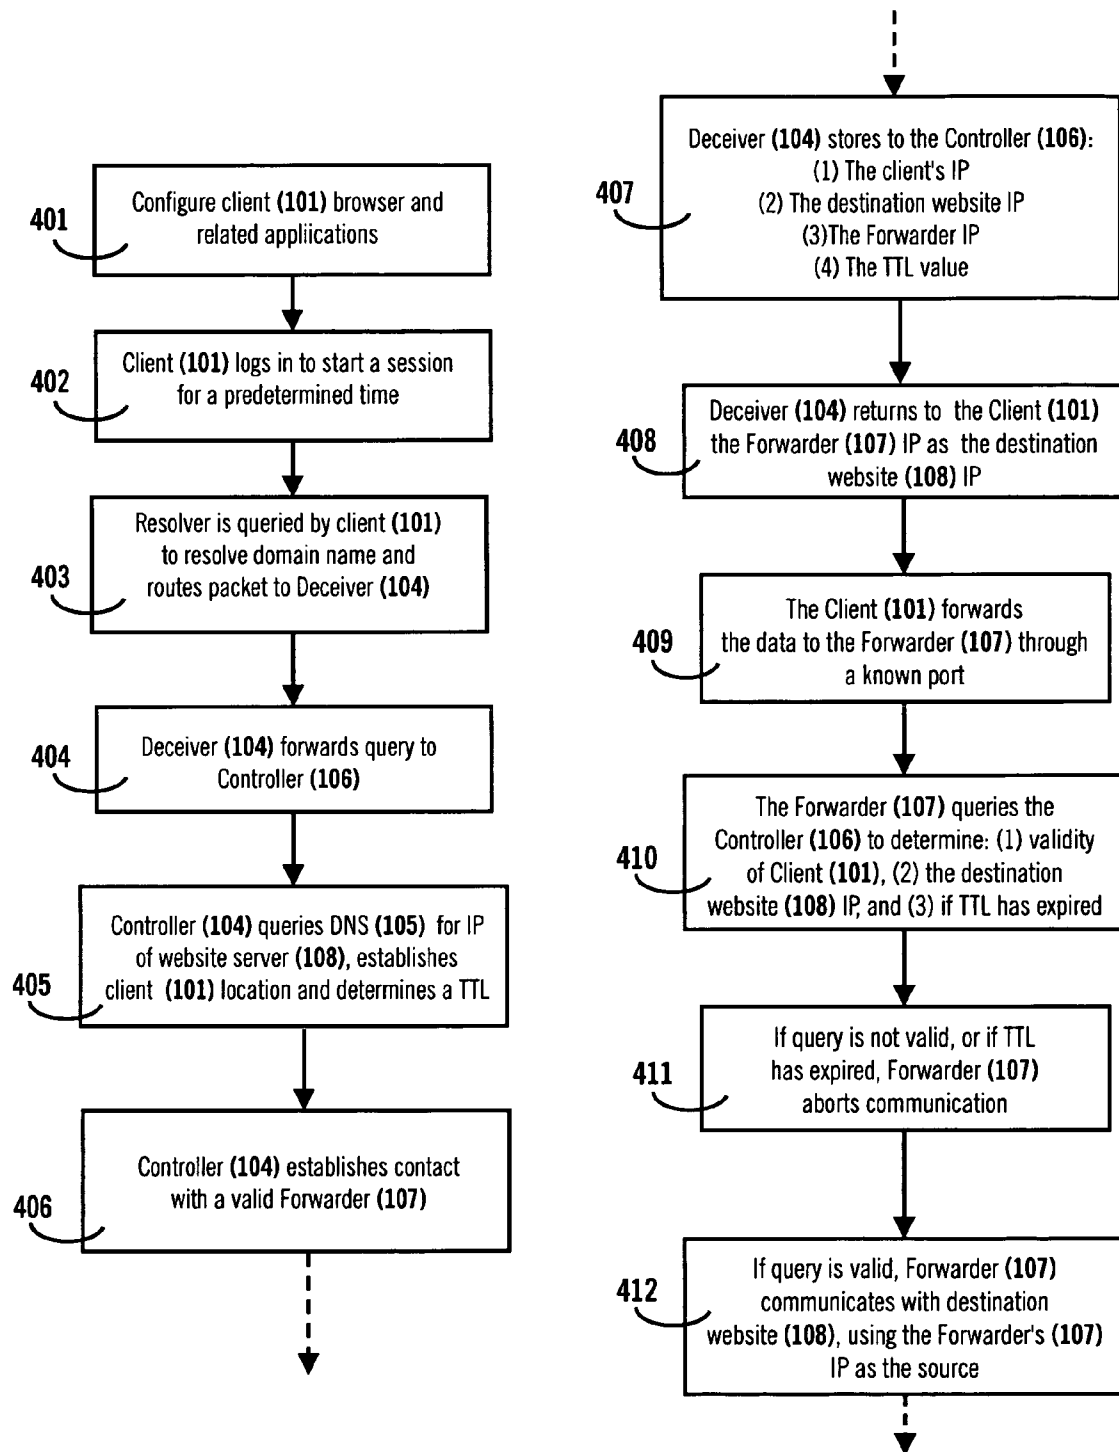 401
Configure client (101) browser and
related applications
402
Client (101) logs in to start a session
for a predetermined time
403
Resolver is queried by client (101)
to resolve domain name and
routes packet to Deceiver (104)
404
Deceiver (104) forwards query to
Controller (106)
405
Controller (104) queries DNS (105) for IP
of website server (108), establishes
client (101) location and determines a TTL
406
Controller (104) establishes contact
with a valid Forwarder (107)
407
Deceiver (104) stores to the Controller (106):
(1) The client's IP
(2) The destination website IP
(3)The Forwarder IP
(4) The TTL value
408
Deceiver (104) returns to the Client (101)
the Forwarder (107) IP as the destination
website (108) IP
409
The Client (101) forwards
the data to the Forwarder (107) through
a known port
410
The Forwarder (107) queries the
Controller (106) to determine: (1) validity
of Client (101), (2) the destination
website (108) IP, and (3) if TTL has expired
411
If query is not valid, or if TTL
has expired, Forwarder (107)
aborts communication
412
If query is valid, Forwarder (107)
communicates with destination
website (108), using the Forwarder's (107)
IP as the source